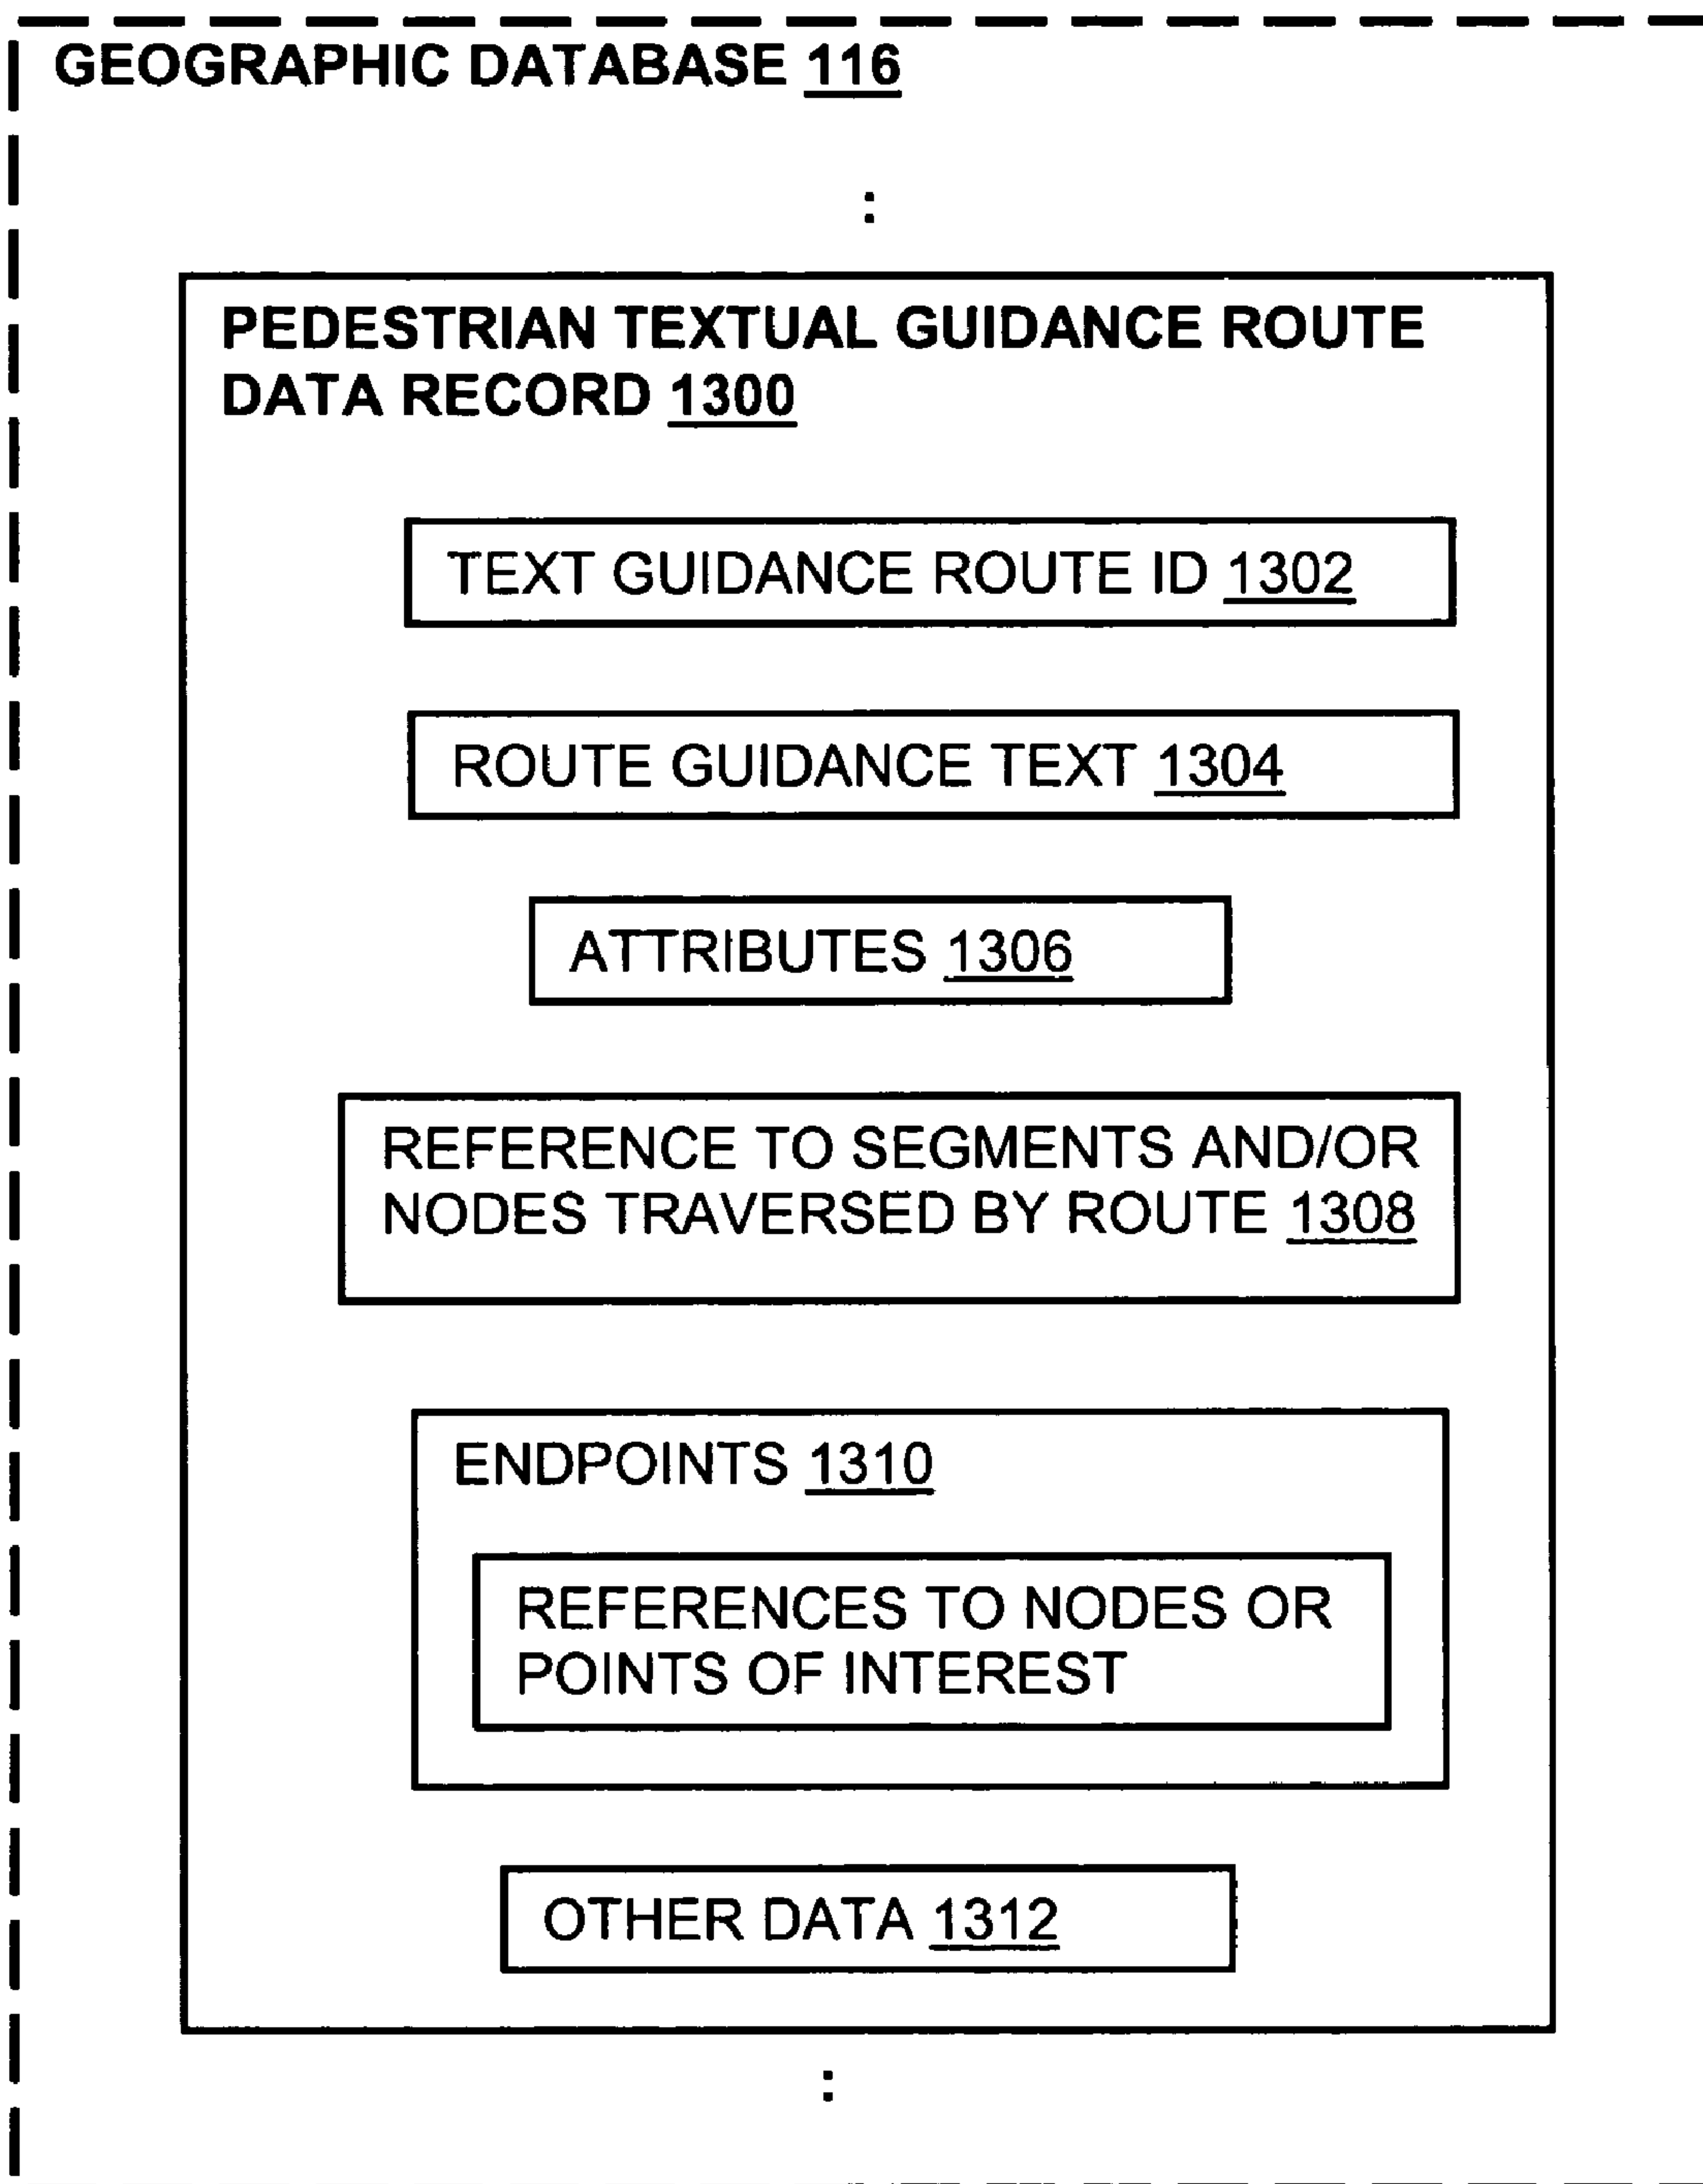 GEOGRAPHIC DATABASE 116
:
PEDESTRIAN TEXTUAL GUIDANCE ROUTE
DATA RECORD 1300
TEXT GUIDANCE ROUTE ID 1302
ROUTE GUIDANCE TEXT 1304
ATTRIBUTES 1306
REFERENCE TO SEGMENTS AND/OR
NODES TRAVERSED BY ROUTE 1308
ENDPOINTS 1310
REFERENCES TO NODES OR
POINTS OF INTEREST
OTHER DATA 1312
: